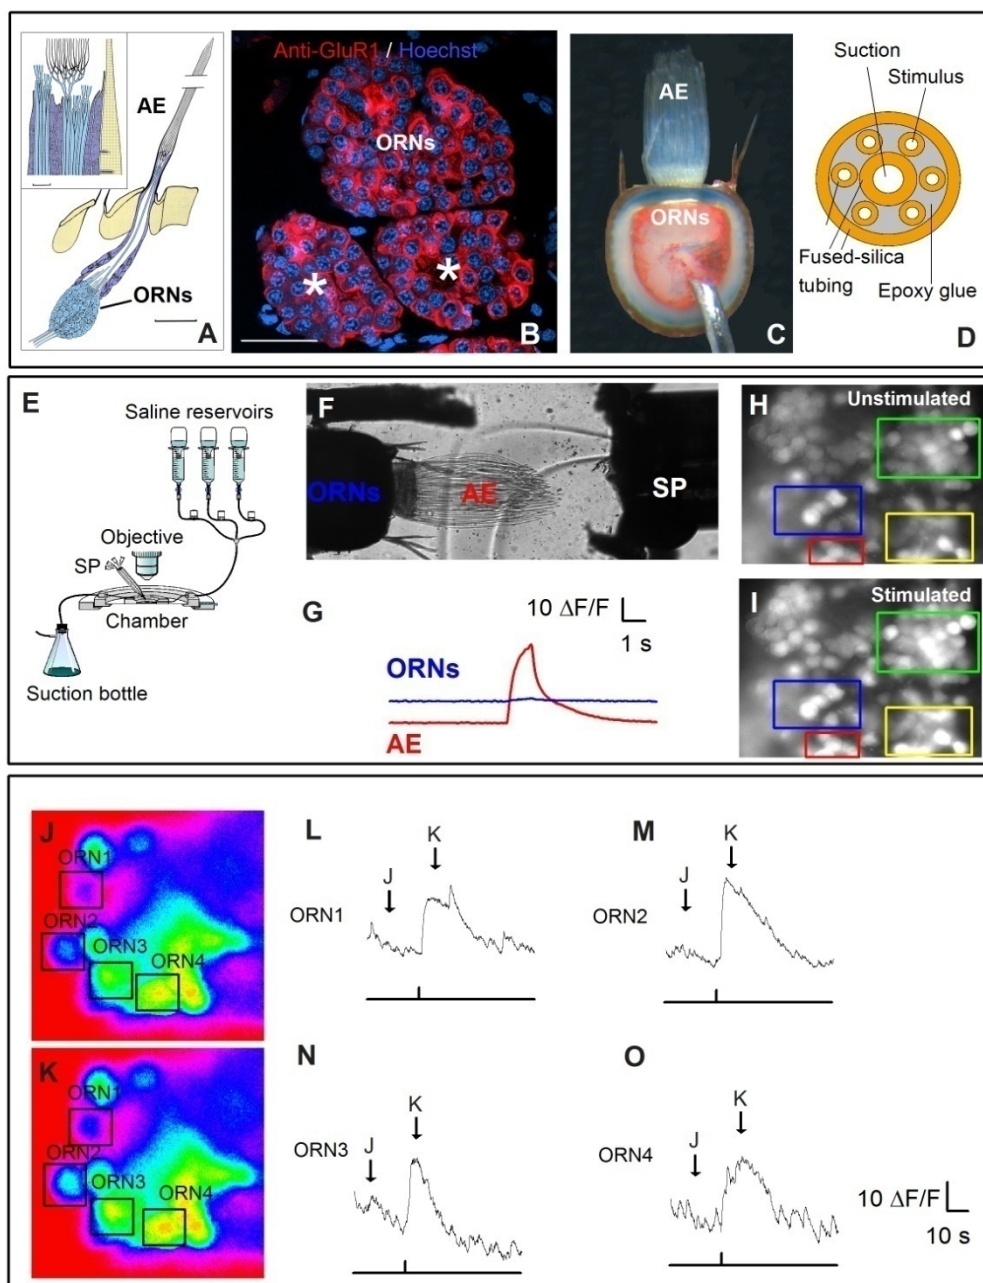 AE
ORNs
A
Anti-GluR1 / Hoechst
ORNs
*
*
B
AE
ORNs
C
Suction
Stimulus
Fused-silica
tubing
Epoxy glue
D
E
Saline reservoirs
Objective
SP
Chamber
Suction bottle
F
ORNs
AE
SP
G
10 ΔF/F
1 s
ORNs
AE
H
Unstimulated
I
Stimulated
J
ORN1
ORN2
ORN3
ORN4
K
ORN1
ORN2
ORN3
ORN4
L
K
J
ORN1
M
K
J
ORN2
N
K
J
ORN3
O
K
J
ORN4
10 ΔF/F
10 s